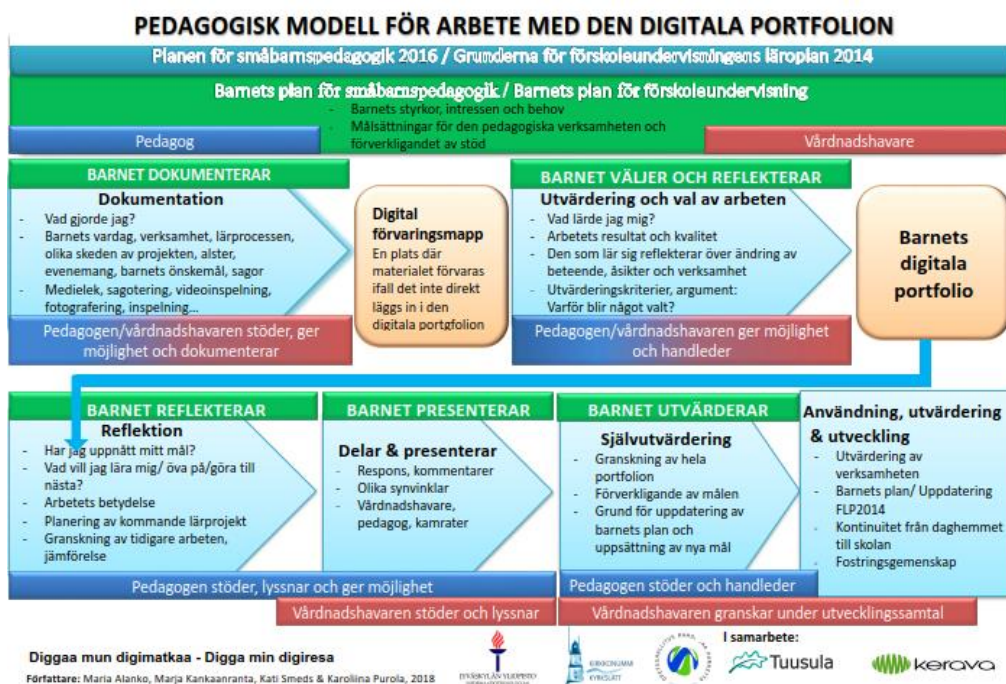 PEDAGOGISK MODELL FÖR ARBETE MED DEN DIGITALA PORTFOLION
Planen för småbarnspedagogik 2016 / Grunderna för förskoleundervisningens läroplan 2014
Barnets plan för småbarnspedagogik / Barnets plan för förskoleundervisning
- Barnets styrkor, intressen och behov
- Målsättningar för den pedagogiska verksamheten och
förverkligandet av stöd
Pedagog
Vårdnadshavare
BARNET DOKUMENTERAR
Dokumentation
- Vad gjorde jag?
- Barnets vardag, verksamhet, lärprocessen,
olika skeden av projekten, alster,
evenemang, barnets önskemål, sagor
- Medielek, sagotering, videoinspelning,
fotografering, inspelning...
Pedagogen/vårdnadshavaren stöder, ger
möjlighet och dokumenterar
Digital
förvaringsmapp
En plats där
materialet förvaras
ifall det inte direkt
läggs in i den
digitala portgfolion
BARNET VÄLJER OCH REFLEKTERAR
Utvärdering och val av arbeten
- Vad lärde jag mig?
- Arbetets resultat och kvalitet
- Den som lär sig reflekterar över ändring av
beteende, åsikter och verksamhet
- Utvärderingskriterier, argument:
Varför blir något valt?
Pedagogen/vårdnadshavaren ger möjlighet
och handleder
Barnets
digitala
portfolio
BARNET REFLEKTERAR
Reflektion
- Har jag uppnått mitt mål?
- Vad vill jag lära mig/ öva på/göra till
nästa?
- Arbetets betydelse
- Planering av kommande lärprojekt
- Granskning av tidigare arbeten,
jämförelse
BARNET PRESENTERAR
Delar & presenterar
- Respons, kommentarer
- Olika synvinklar
- Vårdnadshavare,
pedagog, kamrater
Pedagogen stöder, lyssnar och ger möjlighet
Vårdnadshavaren stöder och lyssnar
BARNET UTVÄRDERAR
Självutvärdering
- Granskning av hela
portfolion
- Förverkligande av målen
- Grund för uppdatering av
barnets plan och
uppsättning av nya mål
Användning, utvärdering
& utveckling
- Utvärdering av
verksamheten
- Barnets plan/ Uppdatering
FLP2014
- Kontinuitet från daghemmet
till skolan
- Fostringsgemenskap
Pedagogen stöder och handleder
Vårdnadshavaren granskar under utvecklingssamtal
Diggaa mun digimatkaa - Digga min digiresa
Författare: Maria Alanko, Marja Kankaanranta, Kati Smeds & Karoliina Purola, 2018
JYVÄSKYLÄN YLIOPISTO
KIRKKONUMMI
KYRKSLÄTT
I samarbete:
Tuusula
kerava